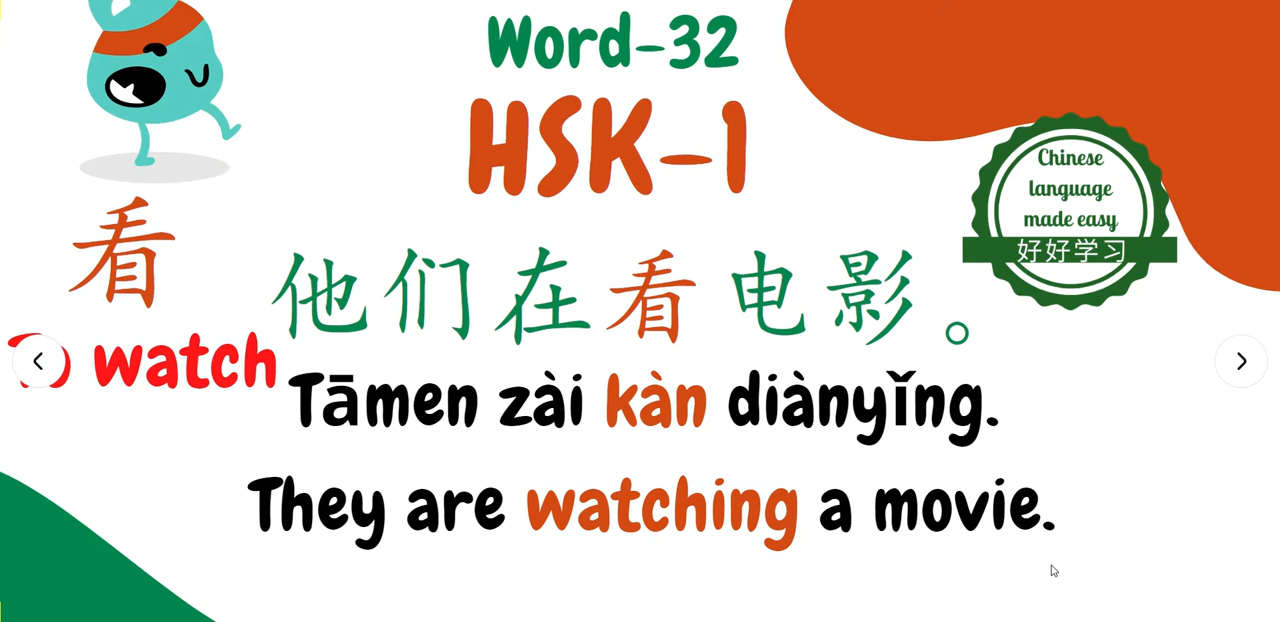 Word-32
HSK-1
Chinese
language
made easy
好好学习
看
他们在看电影。
watch
Tāmen zài kàn diànyǐng.
They are watching a movie.